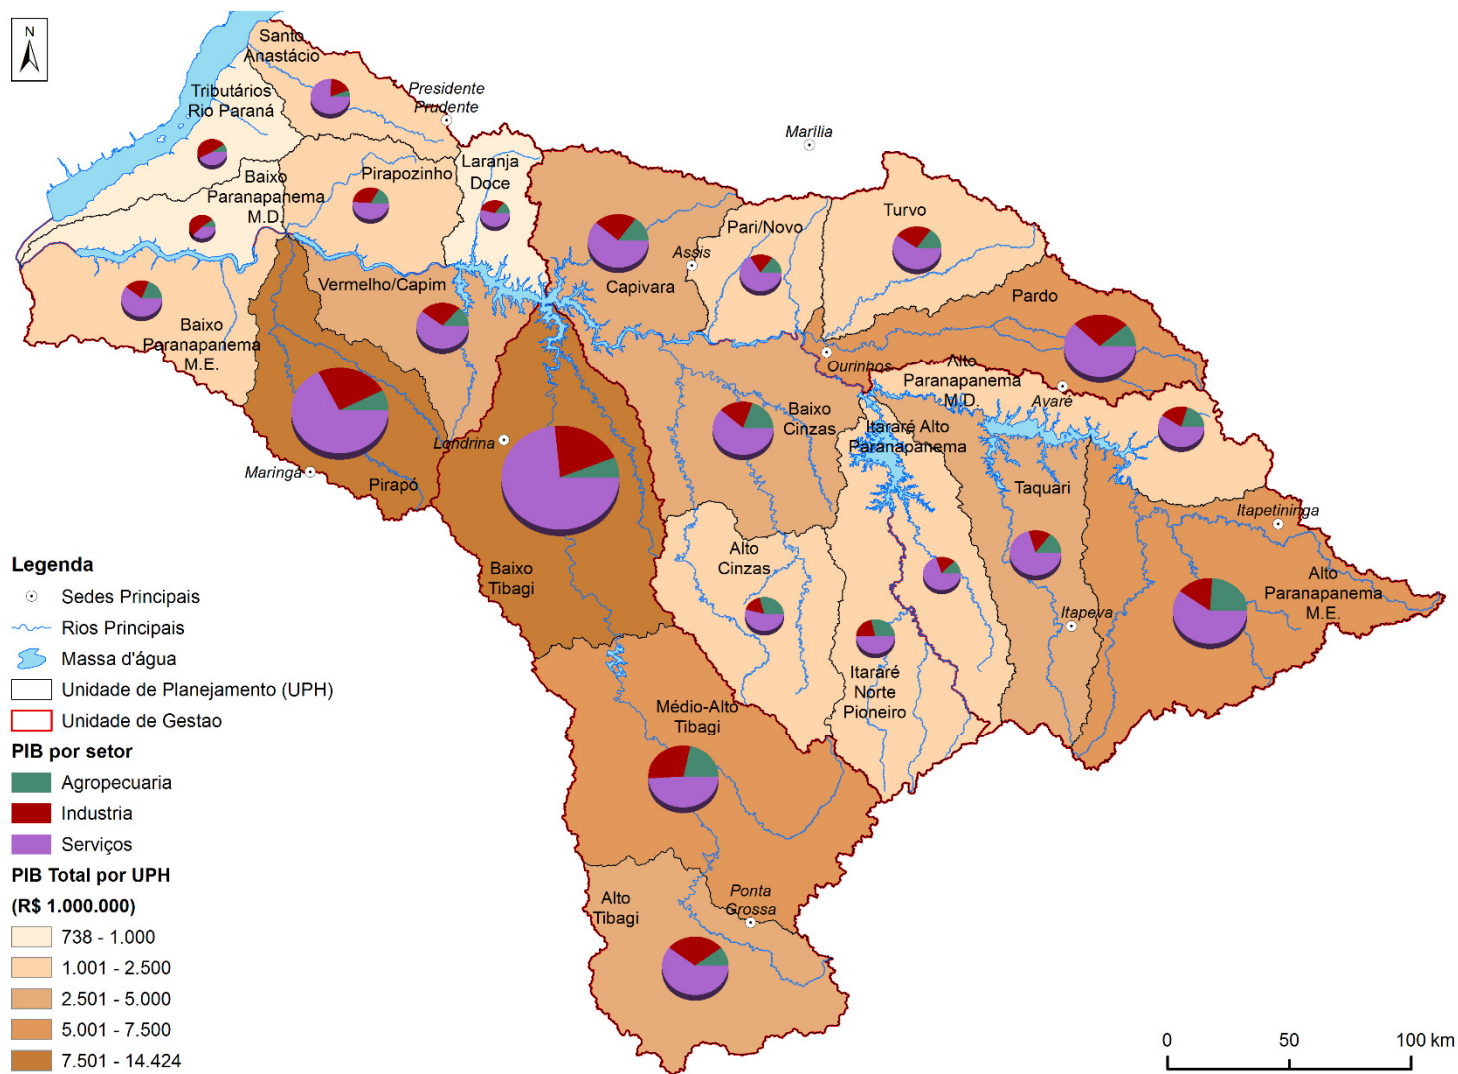 N
Santo
Anastácio
Presidente
Prudente
Tributários
Rio Paraná
Marília
Laranja
Doce
Pirapozinho
Baixo
Paranapanema
M.D.
Turvo
Pari/Novo
Assis
Capivara
Vermelho/Capim
Pardo
Baixo
Paranapanema
M.E.
Ourinhos
Alto
Paranapanema
M.D.
Avaré
Baixo
Cinzas
Itararé Alto
Paranapanema
Londrina
Maringá
Pirapó
Taquari
Itapetininga
Alto
Cinzas
Baixo
Tibagi
Alto
Paranapanema
M.E.
Itapeva
Itararé
Norte
Pioneiro
Médio-Alto
Tibagi
Alto
Tibagi
Ponta
Grossa
Legenda
Sedes Principais
Rios Principais
Massa d'água
Unidade de Planejamento (UPH)
Unidade de Gestao
PIB por setor
Agropecuaria
Industria
Serviços
PIB Total por UPH
(R$ 1.000.000)
738 - 1.000
1.001 - 2.500
2.501 - 5.000
5.001 - 7.500
7.501 - 14.424
0 50 100 km